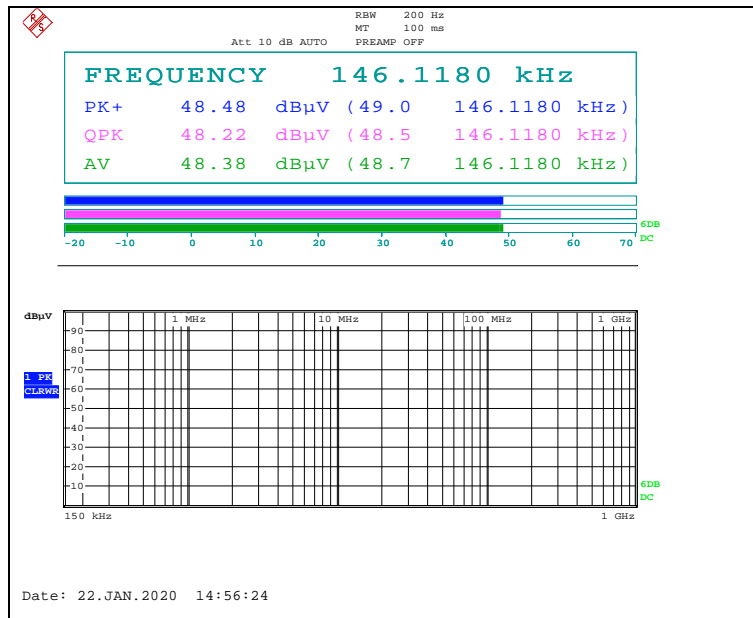 R S
RBW 200 Hz
MT 100 ms
Att 10 dB AUTO PREAMP OFF
FREQUENCY 146.1180 kHz
PK+ 48.48 dBµV (49.0 146.1180 kHz)
QPK 48.22 dBµV (48.5 146.1180 kHz)
AV 48.38 dBµV (48.7 146.1180 kHz)
6DB
-20 -10 0 10 20 30 40 50 60 70 DC
dBµV 1 MHz 10 MHz 100 MHz 1 GHz
90
80
70
1 PK
60
CLRWR
50
40
30
20
10
6DB
DC
150 kHz 1 GHz
Date: 22.JAN.2020 14:56:24